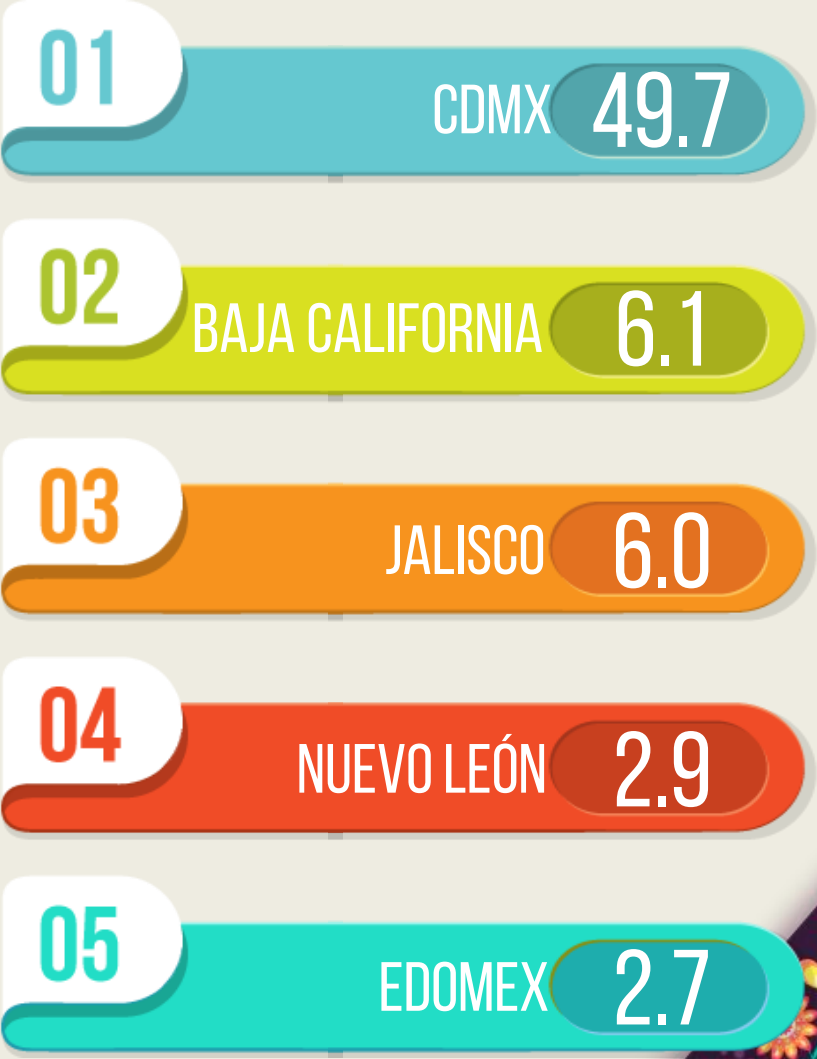 01
CDMX 49.7
02
BAJA CALIFORNIA 6.1
03
JALISCO 6.0
04
NUEVO LEÓN 2.9
05
EDOMEX 2.7